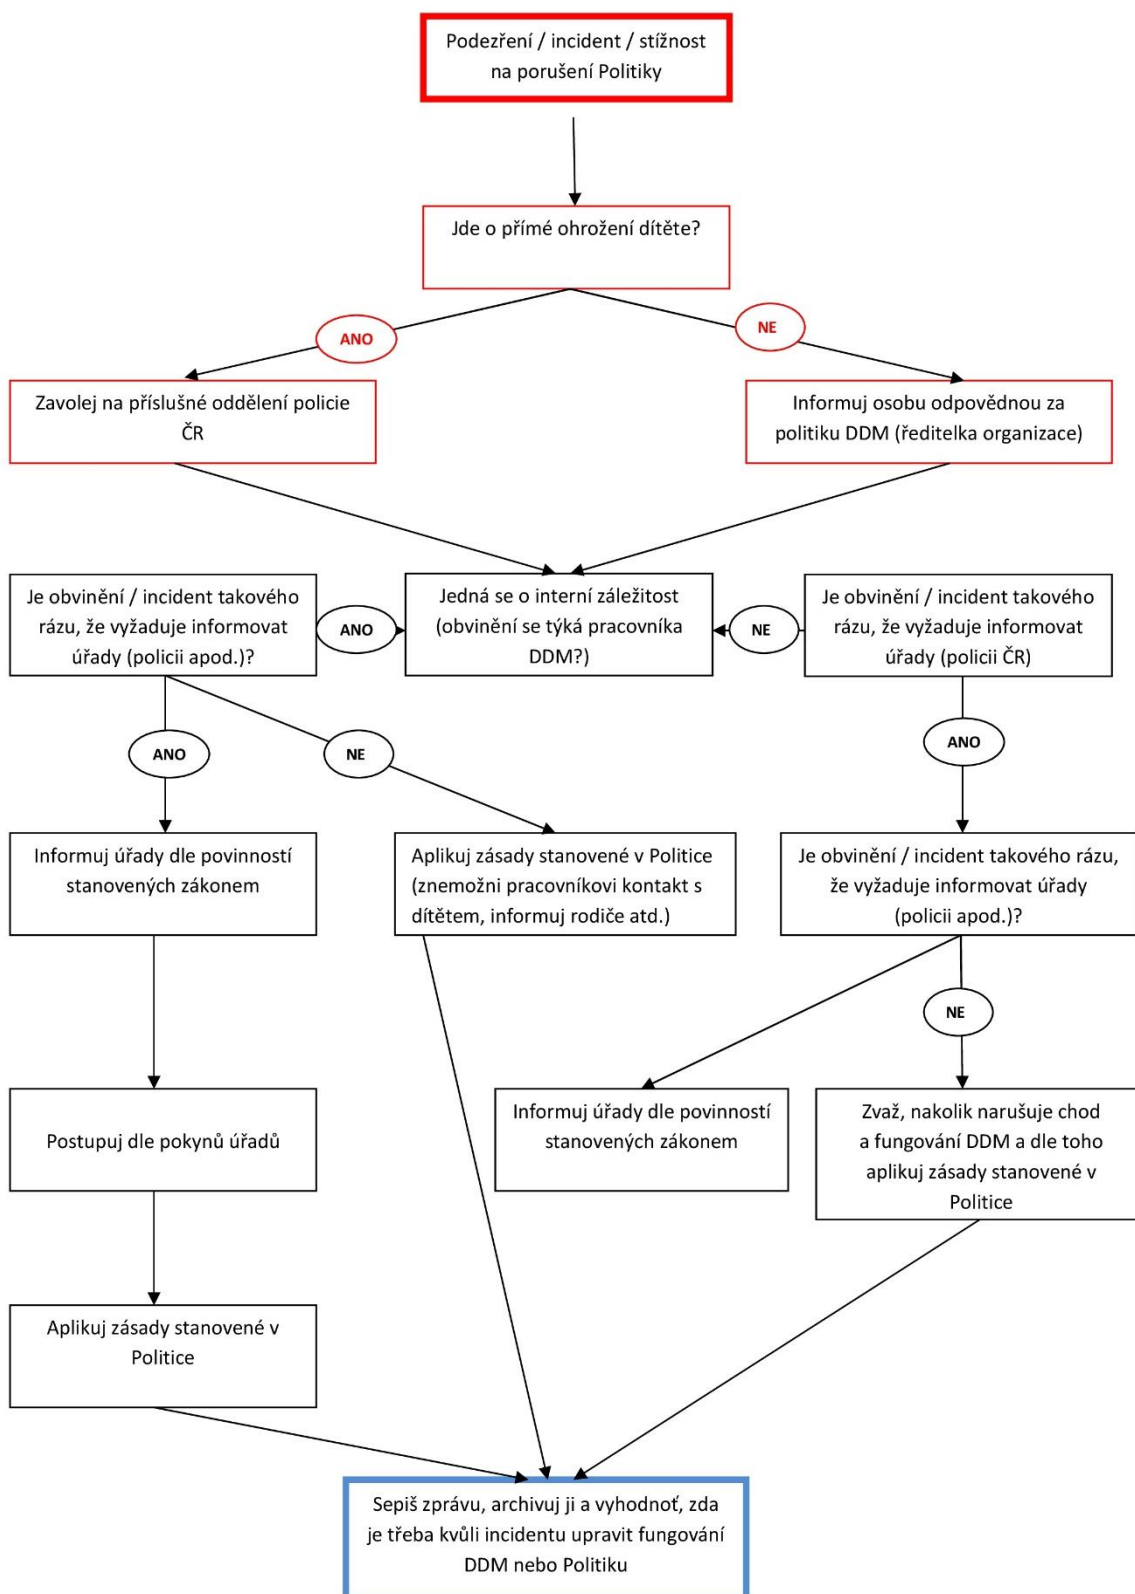 Podezření / incident / stížnost
na porušení Politiky
Jde o přímé ohrožení dítěte?
ANO
NE
Zavolej na příslušné oddělení policie
ČR
Informuj osobu odpovědnou za
politiku DDM (ředitelka organizace)
Je obvinění / incident takového
rázu, že vyžaduje informovat
úřady (policii apod.)?
ANO
Jedná se o interní záležitost
(obvinění se týká pracovníka
DDM?)
NE
Je obvinění / incident takového
rázu, že vyžaduje informovat
úřady (policii ČR)
ANO
NE
ANO
Informuj úřady dle povinností
stanovených zákonem
Aplikuj zásady stanovené v Politice
(znemožni pracovníkovi kontakt s
dítětem, informuj rodiče atd.)
Je obvinění / incident takového rázu,
že vyžaduje informovat úřady
(policii apod.)?
NE
Postupuj dle pokynů úřadů
Informuj úřady dle povinností
stanovených zákonem
Zvaž, nakolik narušuje chod
a fungování DDM a dle toho
aplikuj zásady stanovené v
Politice
Aplikuj zásady stanovené v
Politice
Sepiš zprávu, archivuj ji a vyhodnoť, zda
je třeba kvůli incidentu upravit fungování
DDM nebo Politiku